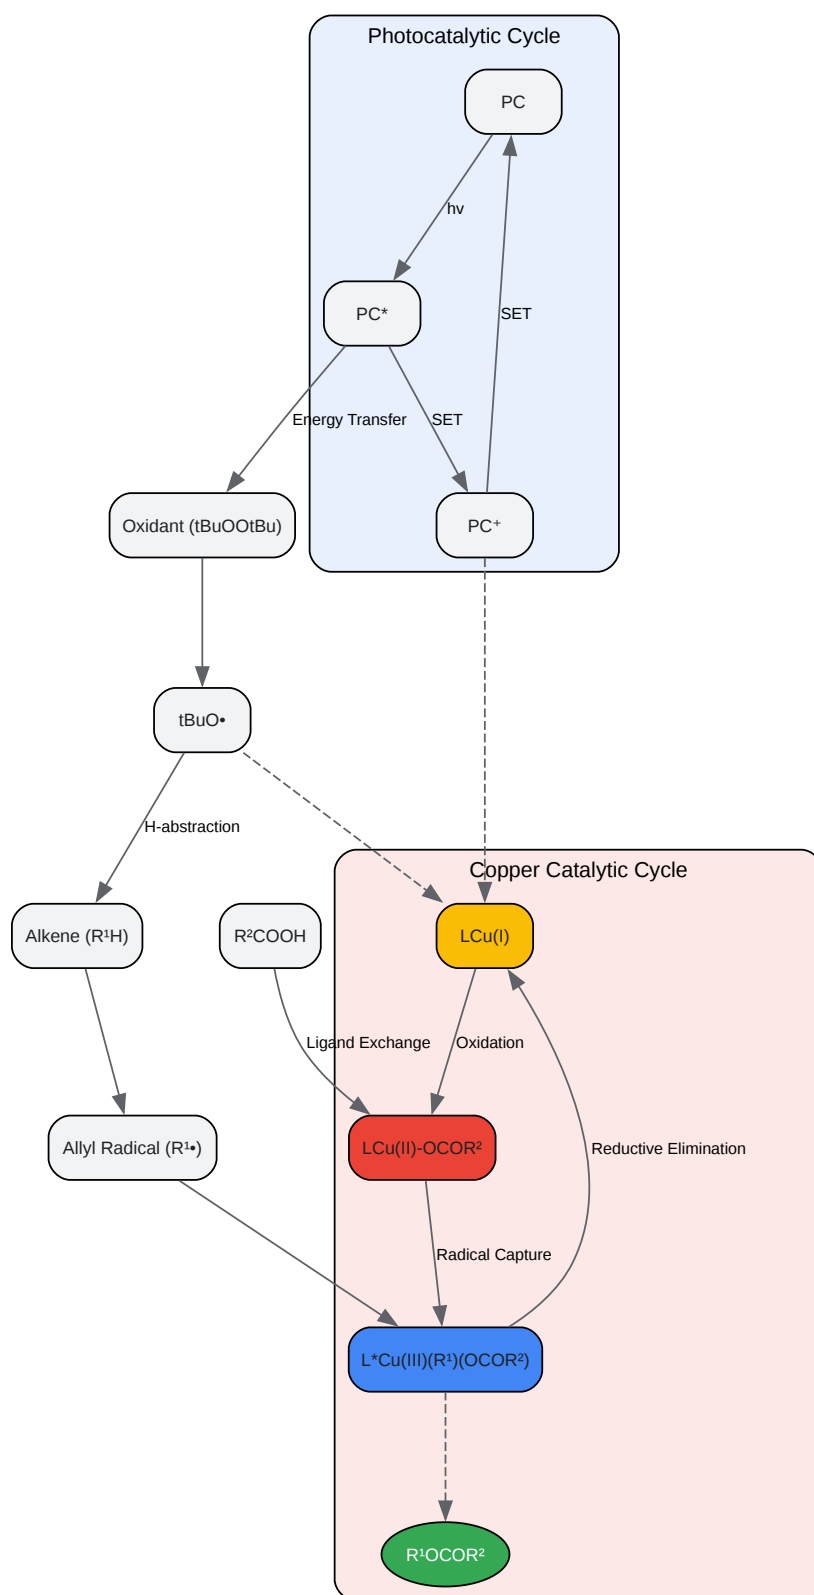 Photocatalytic Cycle
PC
hv
PC*
SET
Energy Transfer
SET
Oxidant (tBuOOtBu)
PC⁺
tBuO•
H-abstraction
Copper Catalytic Cycle
Alkene (R¹H)
R²COOH
LCu(I)
Ligand Exchange
Oxidation
Allyl Radical (R¹•)
LCu(II)-OCOR²
Reductive Elimination
Radical Capture
L*Cu(III)(R¹)(OCOR²)
R¹OCOR²